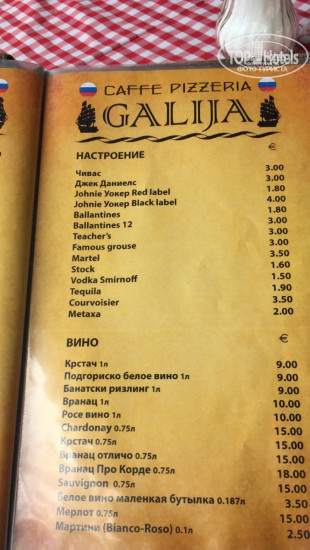 TOP Hotels
ФОТО ТУРИСТА
CAFFE PIZZERIA
GALIJA
НАСТРОЕНИЕ €
Чивас 3.00
Джек Даниелс 3.00
Johnie Уокер Red label 1.80
Johnie Уокер Black label 4.00
Ballantines 1.80
Ballantines 12 3.00
Teacher's 3.00
Famous grouse 3.00
Martel 3.50
Stock 1.60
Vodka Smirnoff 1.50
Tequila 1.90
Courvoisier 3.50
Metaxa 2.00
ВИНО €
Крстач 1л 9.00
Подгориско белое вино 1л 9.00
Банатски ризлинг 1л 9.00
Вранац 1л 10.00
Росе вино 1л 10.00
Chardonay 0.75л 15.00
Крстач 0.75л 15.00
Вранац отличо 0.75л 15.00
Вранац Про Корде 0.75л 18.00
Sauvignon 0.75л 15.00
Белое вино маленкая бутылка 0.187л 3.50
Мерлот 0.75л 15.00
Мартини (Bianco-Roso) 0.1л 2.50